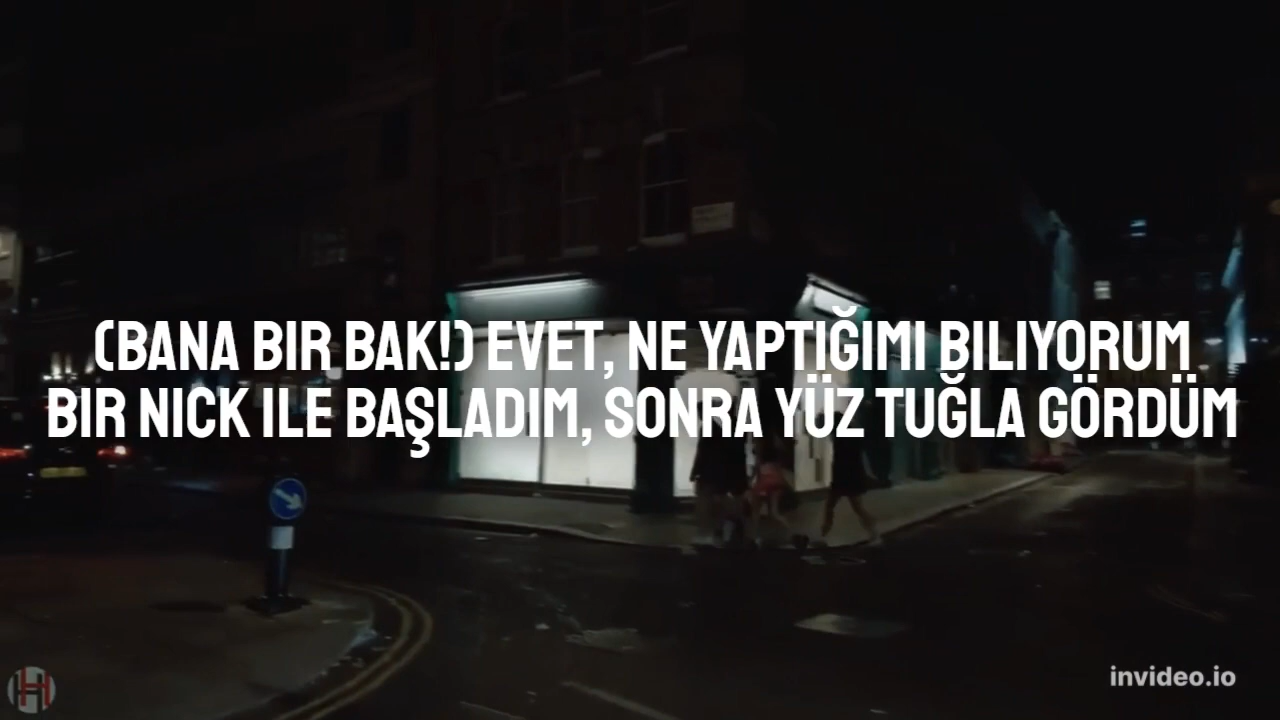 (BANA BIR BAK!) EVET, NE YAPTIĞIMI BILIYORUM
BIR NICK ILE BAŞLADIM, SONRA YÜZ TUĞLA GÖRDÜM
invideo.io